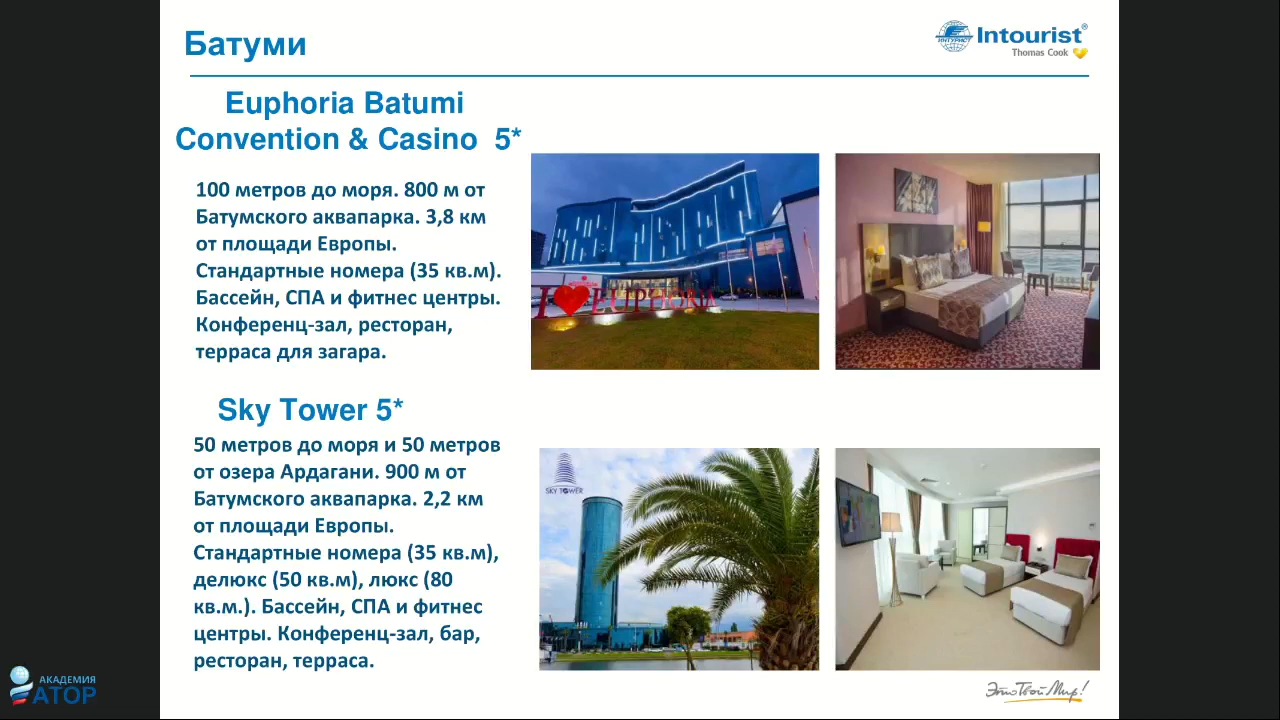 Батуми
ИНТУРИСТ
Intourist®
Thomas Cook
Euphoria Batumi
Convention & Casino 5*
100 метров до моря. 800 м от
Батумского аквапарка. 3,8 км
от площади Европы.
Стандартные номера (35 кв.м).
Бассейн, СПА и фитнес центры.
Конференц-зал, ресторан,
терраса для загара.
I EUPHORIA
Sky Tower 5*
50 метров до моря и 50 метров
от озера Ардагани. 900 м от
Батумского аквапарка. 2,2 км
от площади Европы.
Стандартные номера (35 кв.м),
делюкс (50 кв.м), люкс (80
кв.м.). Бассейн, СПА и фитнес
центры. Конференц-зал, бар,
ресторан, терраса.
SKY TOWER
Это Твой Мир!
АКАДЕМИЯ
АТОР